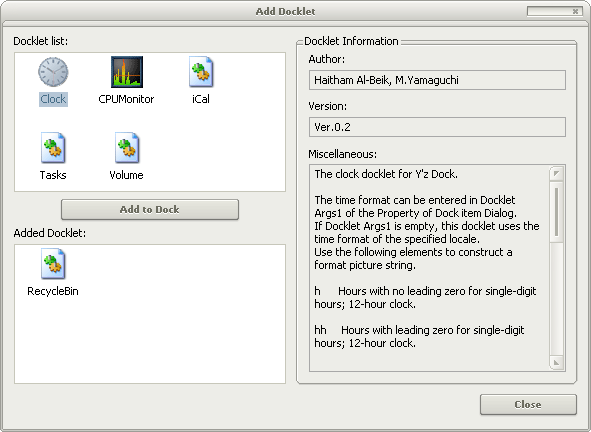 Add Docklet
Docklet list:
Clock
CPUMonitor
iCal
Tasks
Volume
Add to Dock
Added Docklet:
RecycleBin
Docklet Information
Author:
Haitham Al-Beik, M.Yamaguchi
Version:
Ver.0.2
Miscellaneous:
The clock docklet for Y'z Dock.
The time format can be entered in Docklet
Args1 of the Property of Dock item Dialog.
If Docklet Args1 is empty, this docklet uses the
time format of the specified locale.
Use the following elements to construct a
format picture string.
h Hours with no leading zero for single-digit
hours; 12-hour clock.
hh Hours with leading zero for single-digit
hours; 12-hour clock.
Close